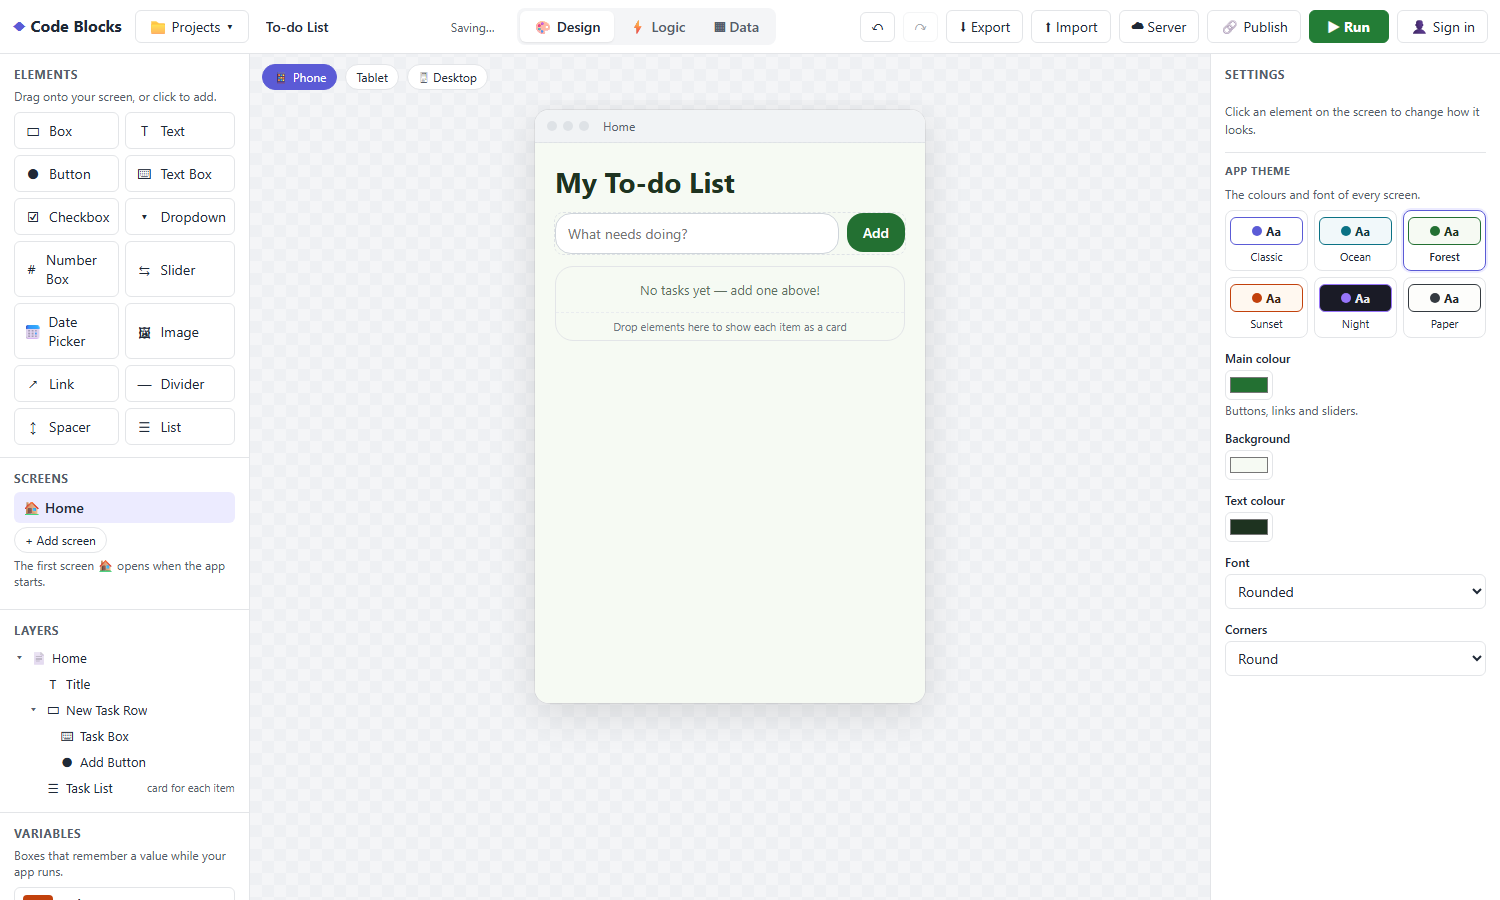 Code Blocks
Projects ▾
To-do List
Saving...
Design
Logic
Data
Export
Import
Server
Publish
Run
Sign in
ELEMENTS
Drag onto your screen, or click to add.
Box
T Text
Button
Text Box
Checkbox
Dropdown
# Number Box
Slider
Date Picker
Image
Link
Divider
Spacer
List
SCREENS
Home
+ Add screen
The first screen 🏠 opens when the app
starts.
LAYERS
Home
T Title
New Task Row
Task Box
Add Button
Task List
card for each item
VARIABLES
Boxes that remember a value while your
app runs.
Phone
Tablet
Desktop
Home
My To-do List
What needs doing?
Add
No tasks yet — add one above!
Drop elements here to show each item as a card
SETTINGS
Click an element on the screen to change how it
looks.
APP THEME
The colours and font of every screen.
Aa
Classic
Aa
Ocean
Aa
Forest
Aa
Sunset
Aa
Night
Aa
Paper
Main colour
Buttons, links and sliders.
Background
Text colour
Font
Rounded
Corners
Round